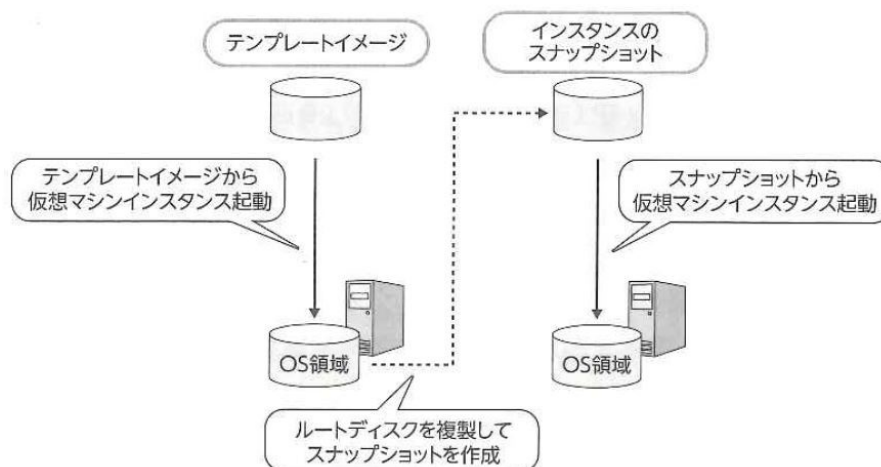 テンプレートイメージ
インスタンスの
スナップショット
テンプレートイメージから
仮想マシンインスタンス起動
スナップショットから
仮想マシンインスタンス起動
OS領域
OS領域
ルートディスクを複製して
スナップショットを作成